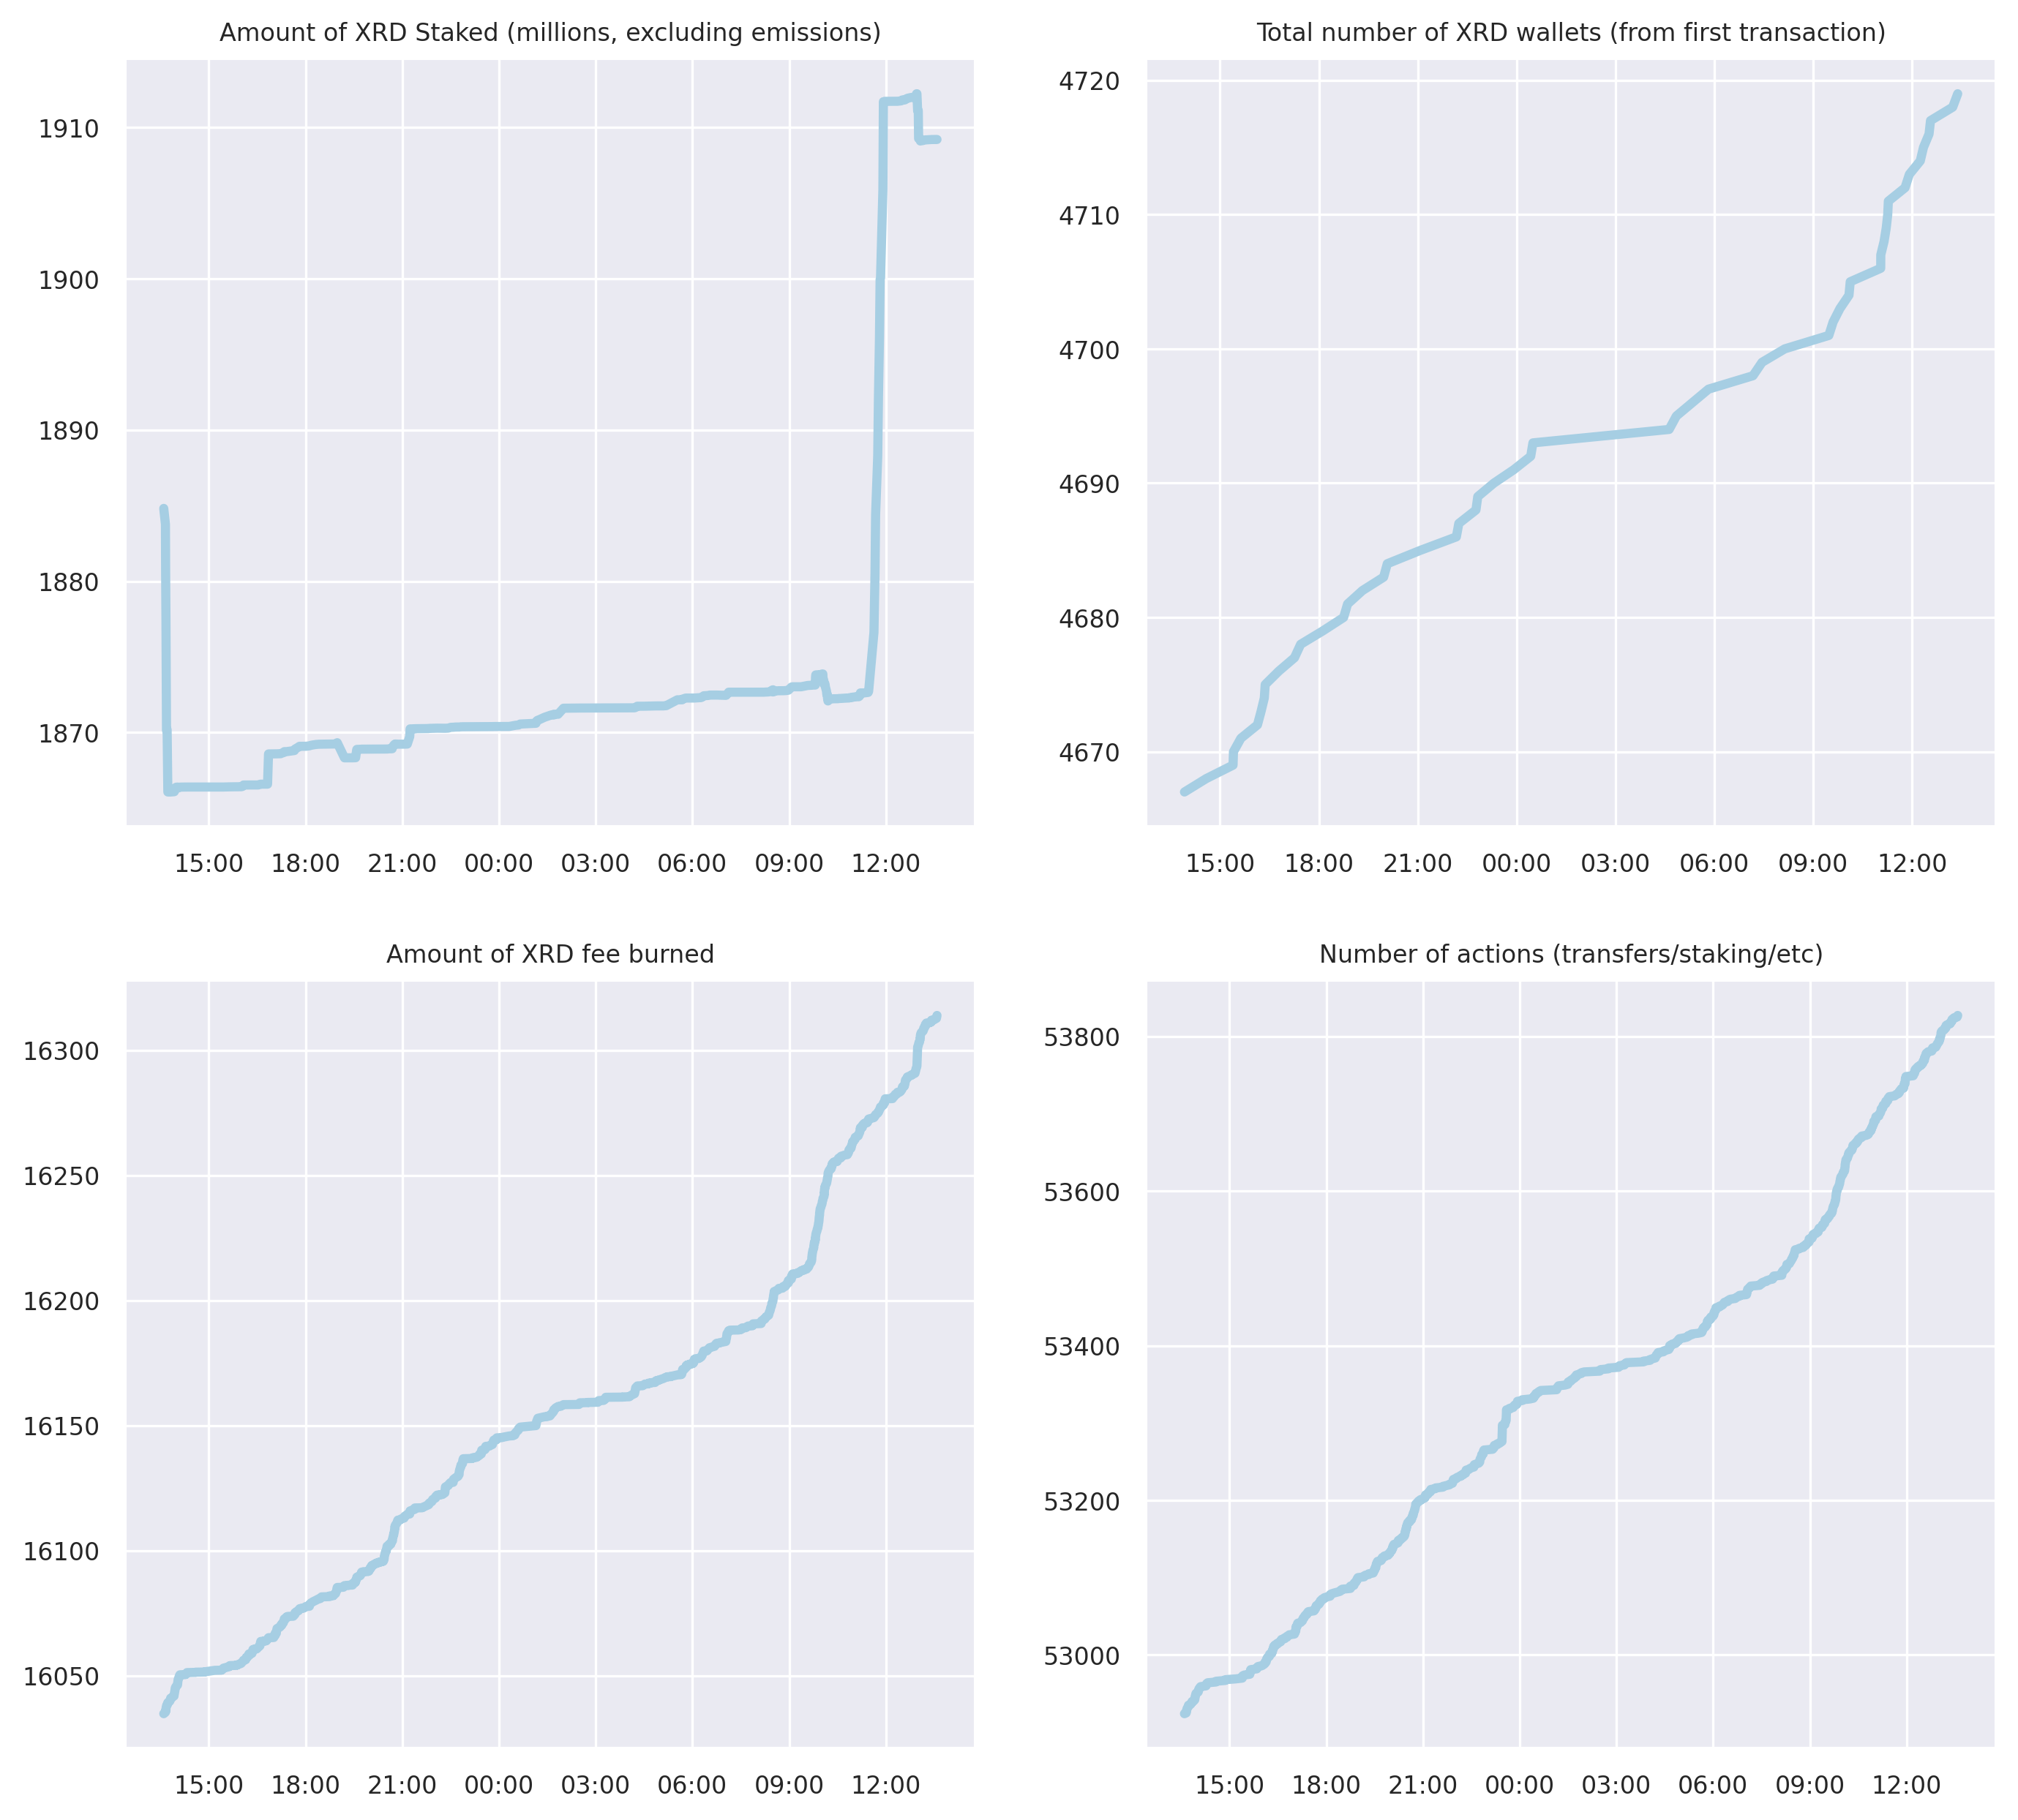 Amount of XRD Staked (millions, excluding emissions)
1910
1900
1890
1880
1870
15:00 18:00 21:00 00:00 03:00 06:00 09:00 12:00
Total number of XRD wallets (from first transaction)
4720
4710
4700
4690
4680
4670
15:00 18:00 21:00 00:00 03:00 06:00 09:00 12:00
Amount of XRD fee burned
16300
16250
16200
16150
16100
16050
15:00 18:00 21:00 00:00 03:00 06:00 09:00 12:00
Number of actions (transfers/staking/etc)
53800
53600
53400
53200
53000
15:00 18:00 21:00 00:00 03:00 06:00 09:00 12:00